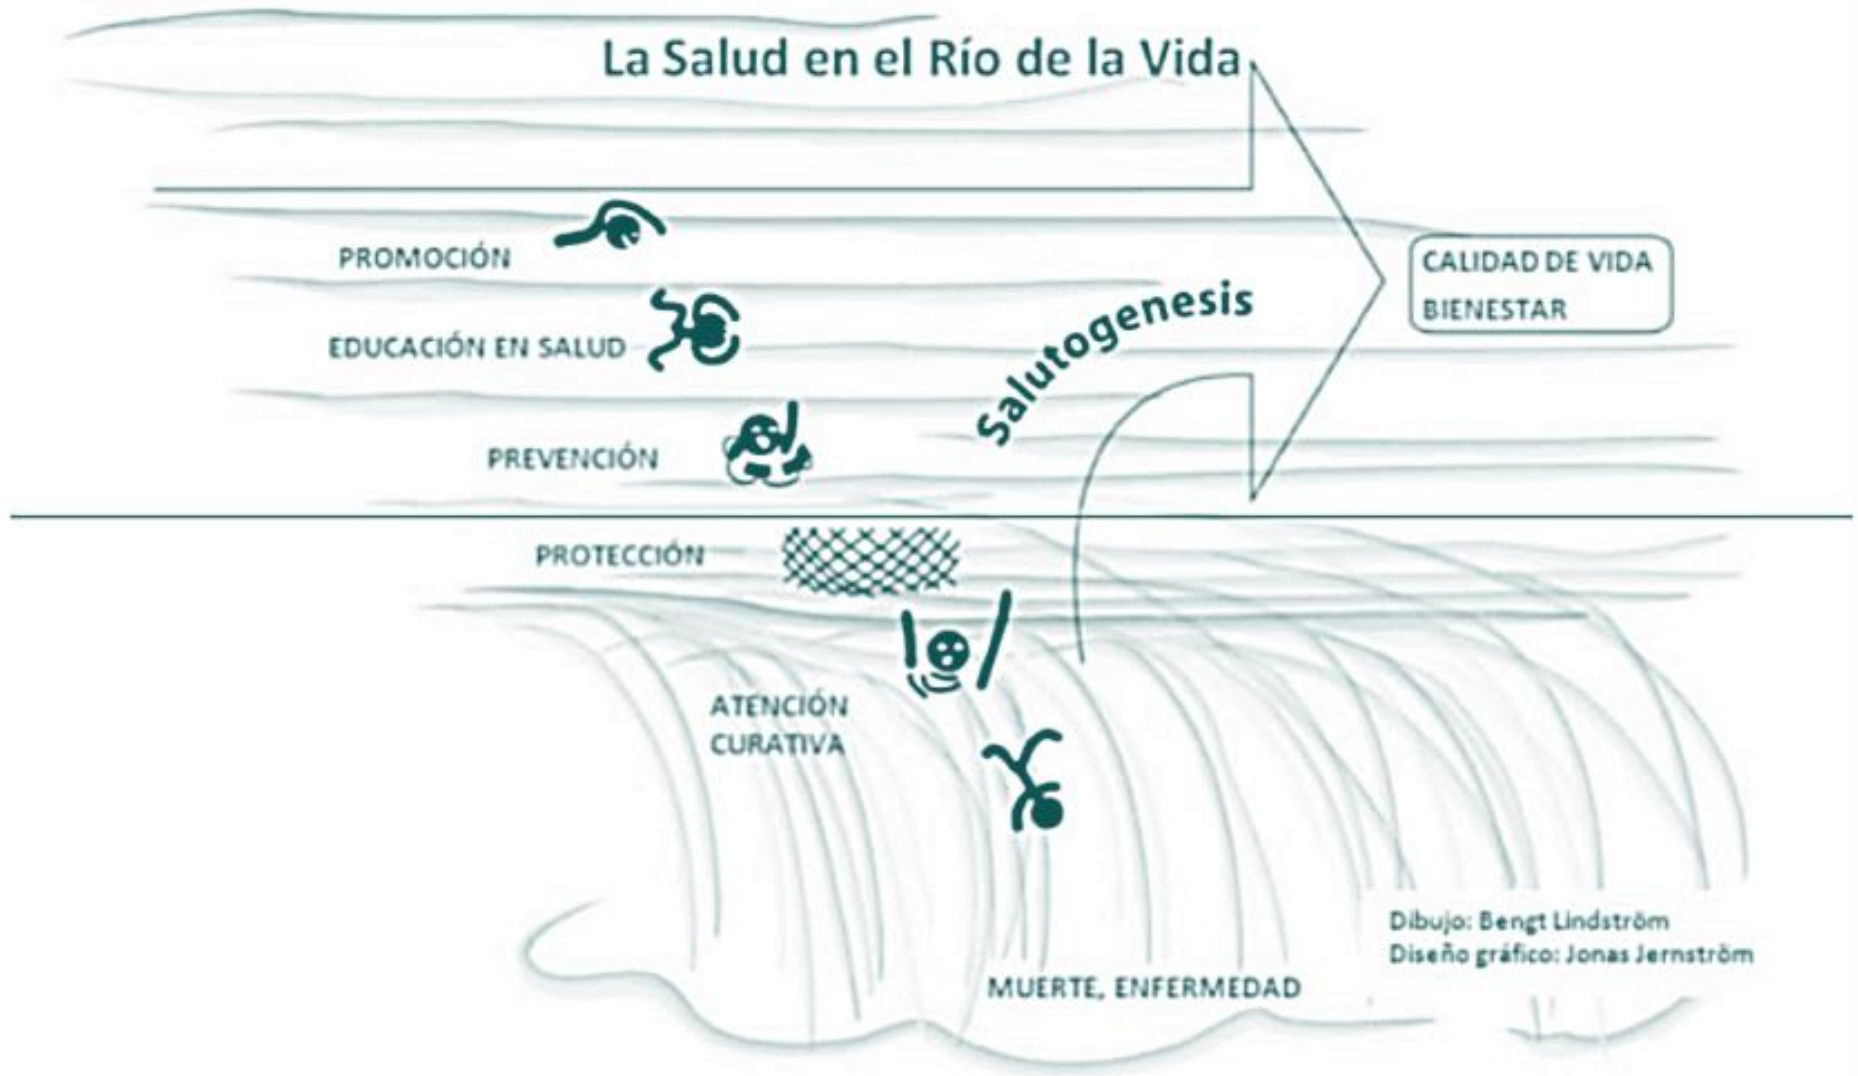 La Salud en el Río de la Vida
PROMOCIÓN
CALIDAD DE VIDA
BIENESTAR
Salutogenesis
EDUCACIÓN EN SALUD
PREVENCIÓN
PROTECCIÓN
ATENCIÓN
CURATIVA
Dibujo: Bengt Lindström
Diseño gráfico: Jonas Jernström
MUERTE, ENFERMEDAD